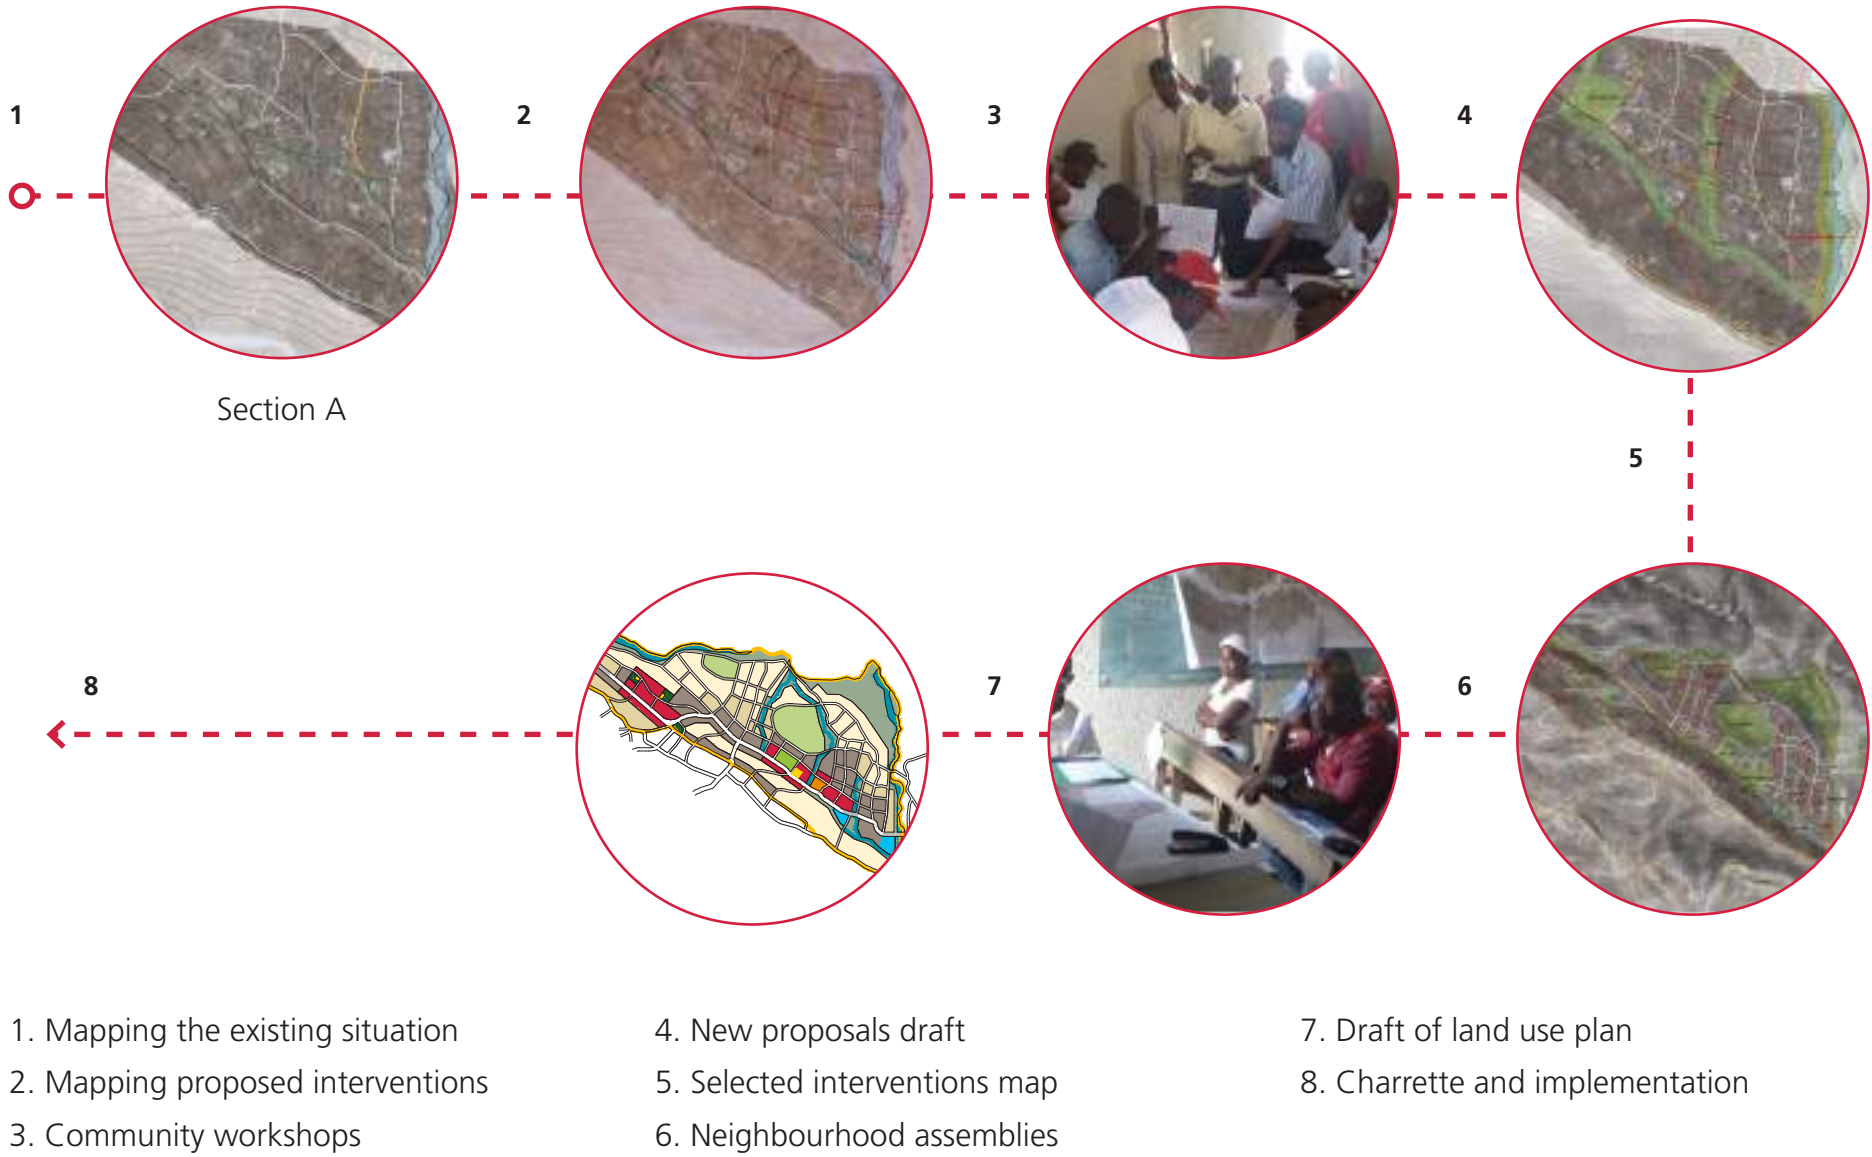 1
2
3
4
Section A
5
8
7
6
1. Mapping the existing situation
2. Mapping proposed interventions
3. Community workshops
4. New proposals draft
5. Selected interventions map
6. Neighbourhood assemblies
7. Draft of land use plan
8. Charrette and implementation